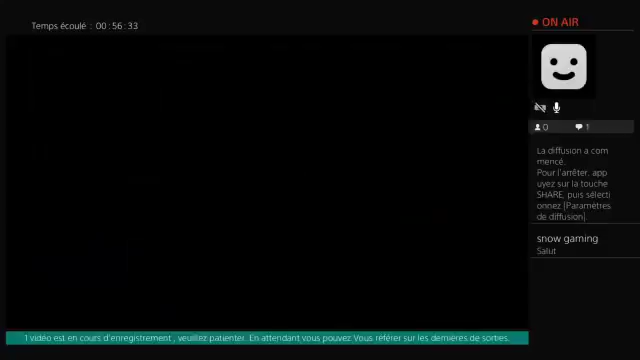 Temps écoulé : 00:56:33
ON AIR
0
1
La diffusion a com
mencé.
Pour l'arrêter, app
uyez sur la touche
SHARE, puis sélecti
onnez [Paramètres
de diffusion]
snow gaming
Salut
1 vidéo est en cours d'enregistrement , veuillez patienter. En attendant vous pouvez Vous référer sur les dernières de sorties.